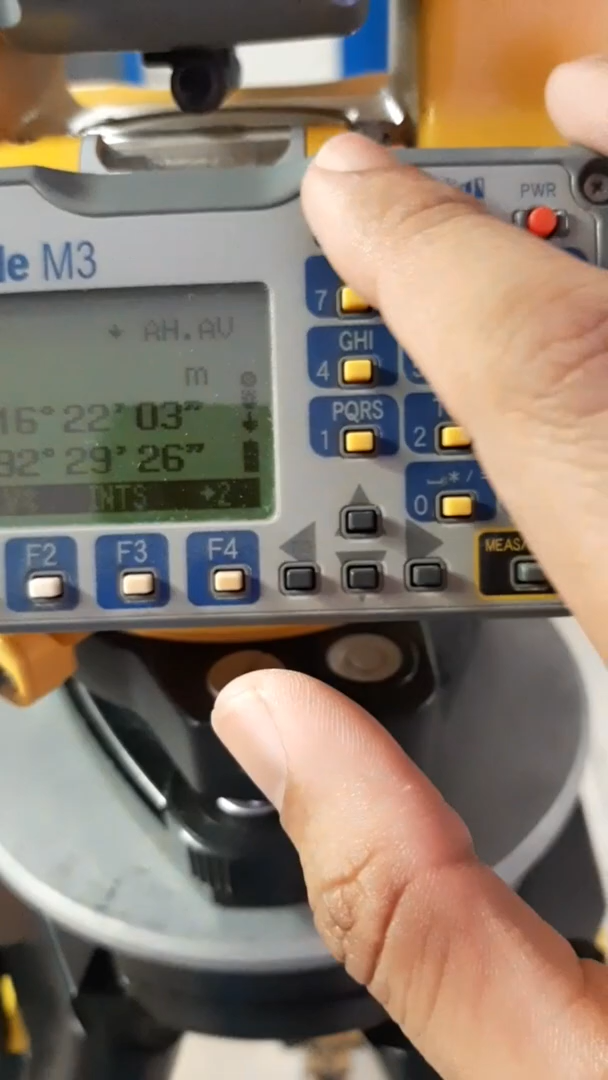 PWR
le M3
AH.AV
m
16°22'03"
92°29'26"
INTS →2
7
GHI
4
PQRS
1
2
0
MEAS
F2 F3 F4